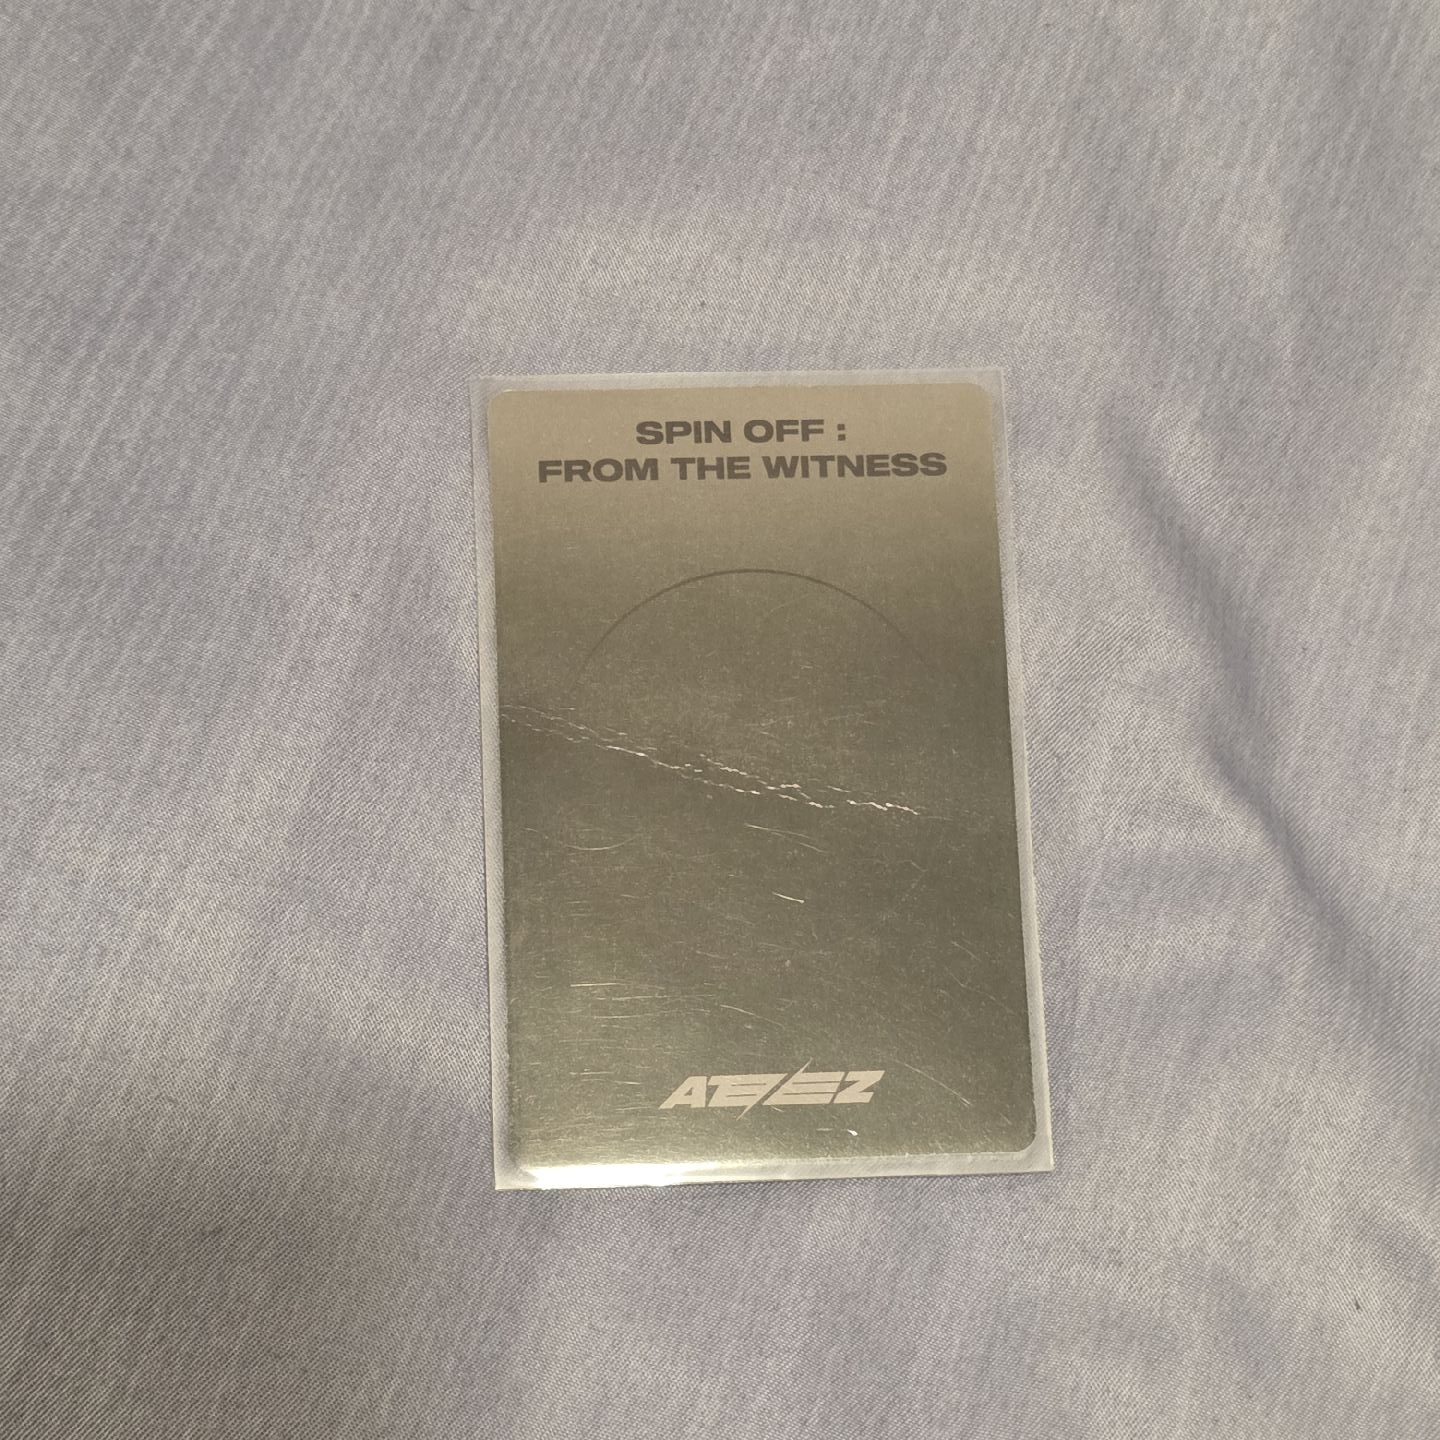 SPIN OFF :
FROM THE WITNESS
ATEEZ